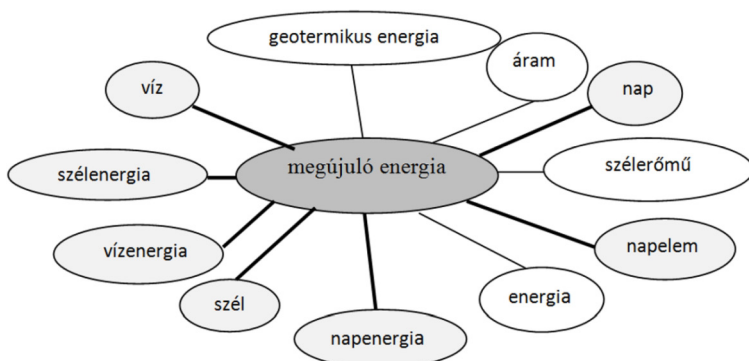 geotermikus energia
áram
víz
nap
megújuló energia
szélerőmű
szélenergia
vízenergia
napelem
szél
energia
napenergia